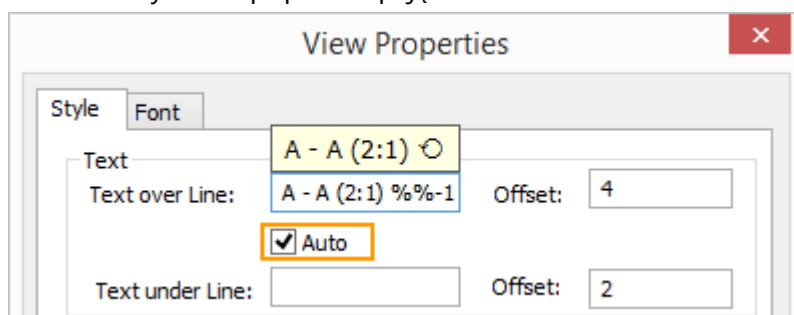 View Properties
Style Font
A - A (2:1)
Text
Text over Line: A - A (2:1) %%-1 Offset: 4
Auto
Text under Line: Offset: 2